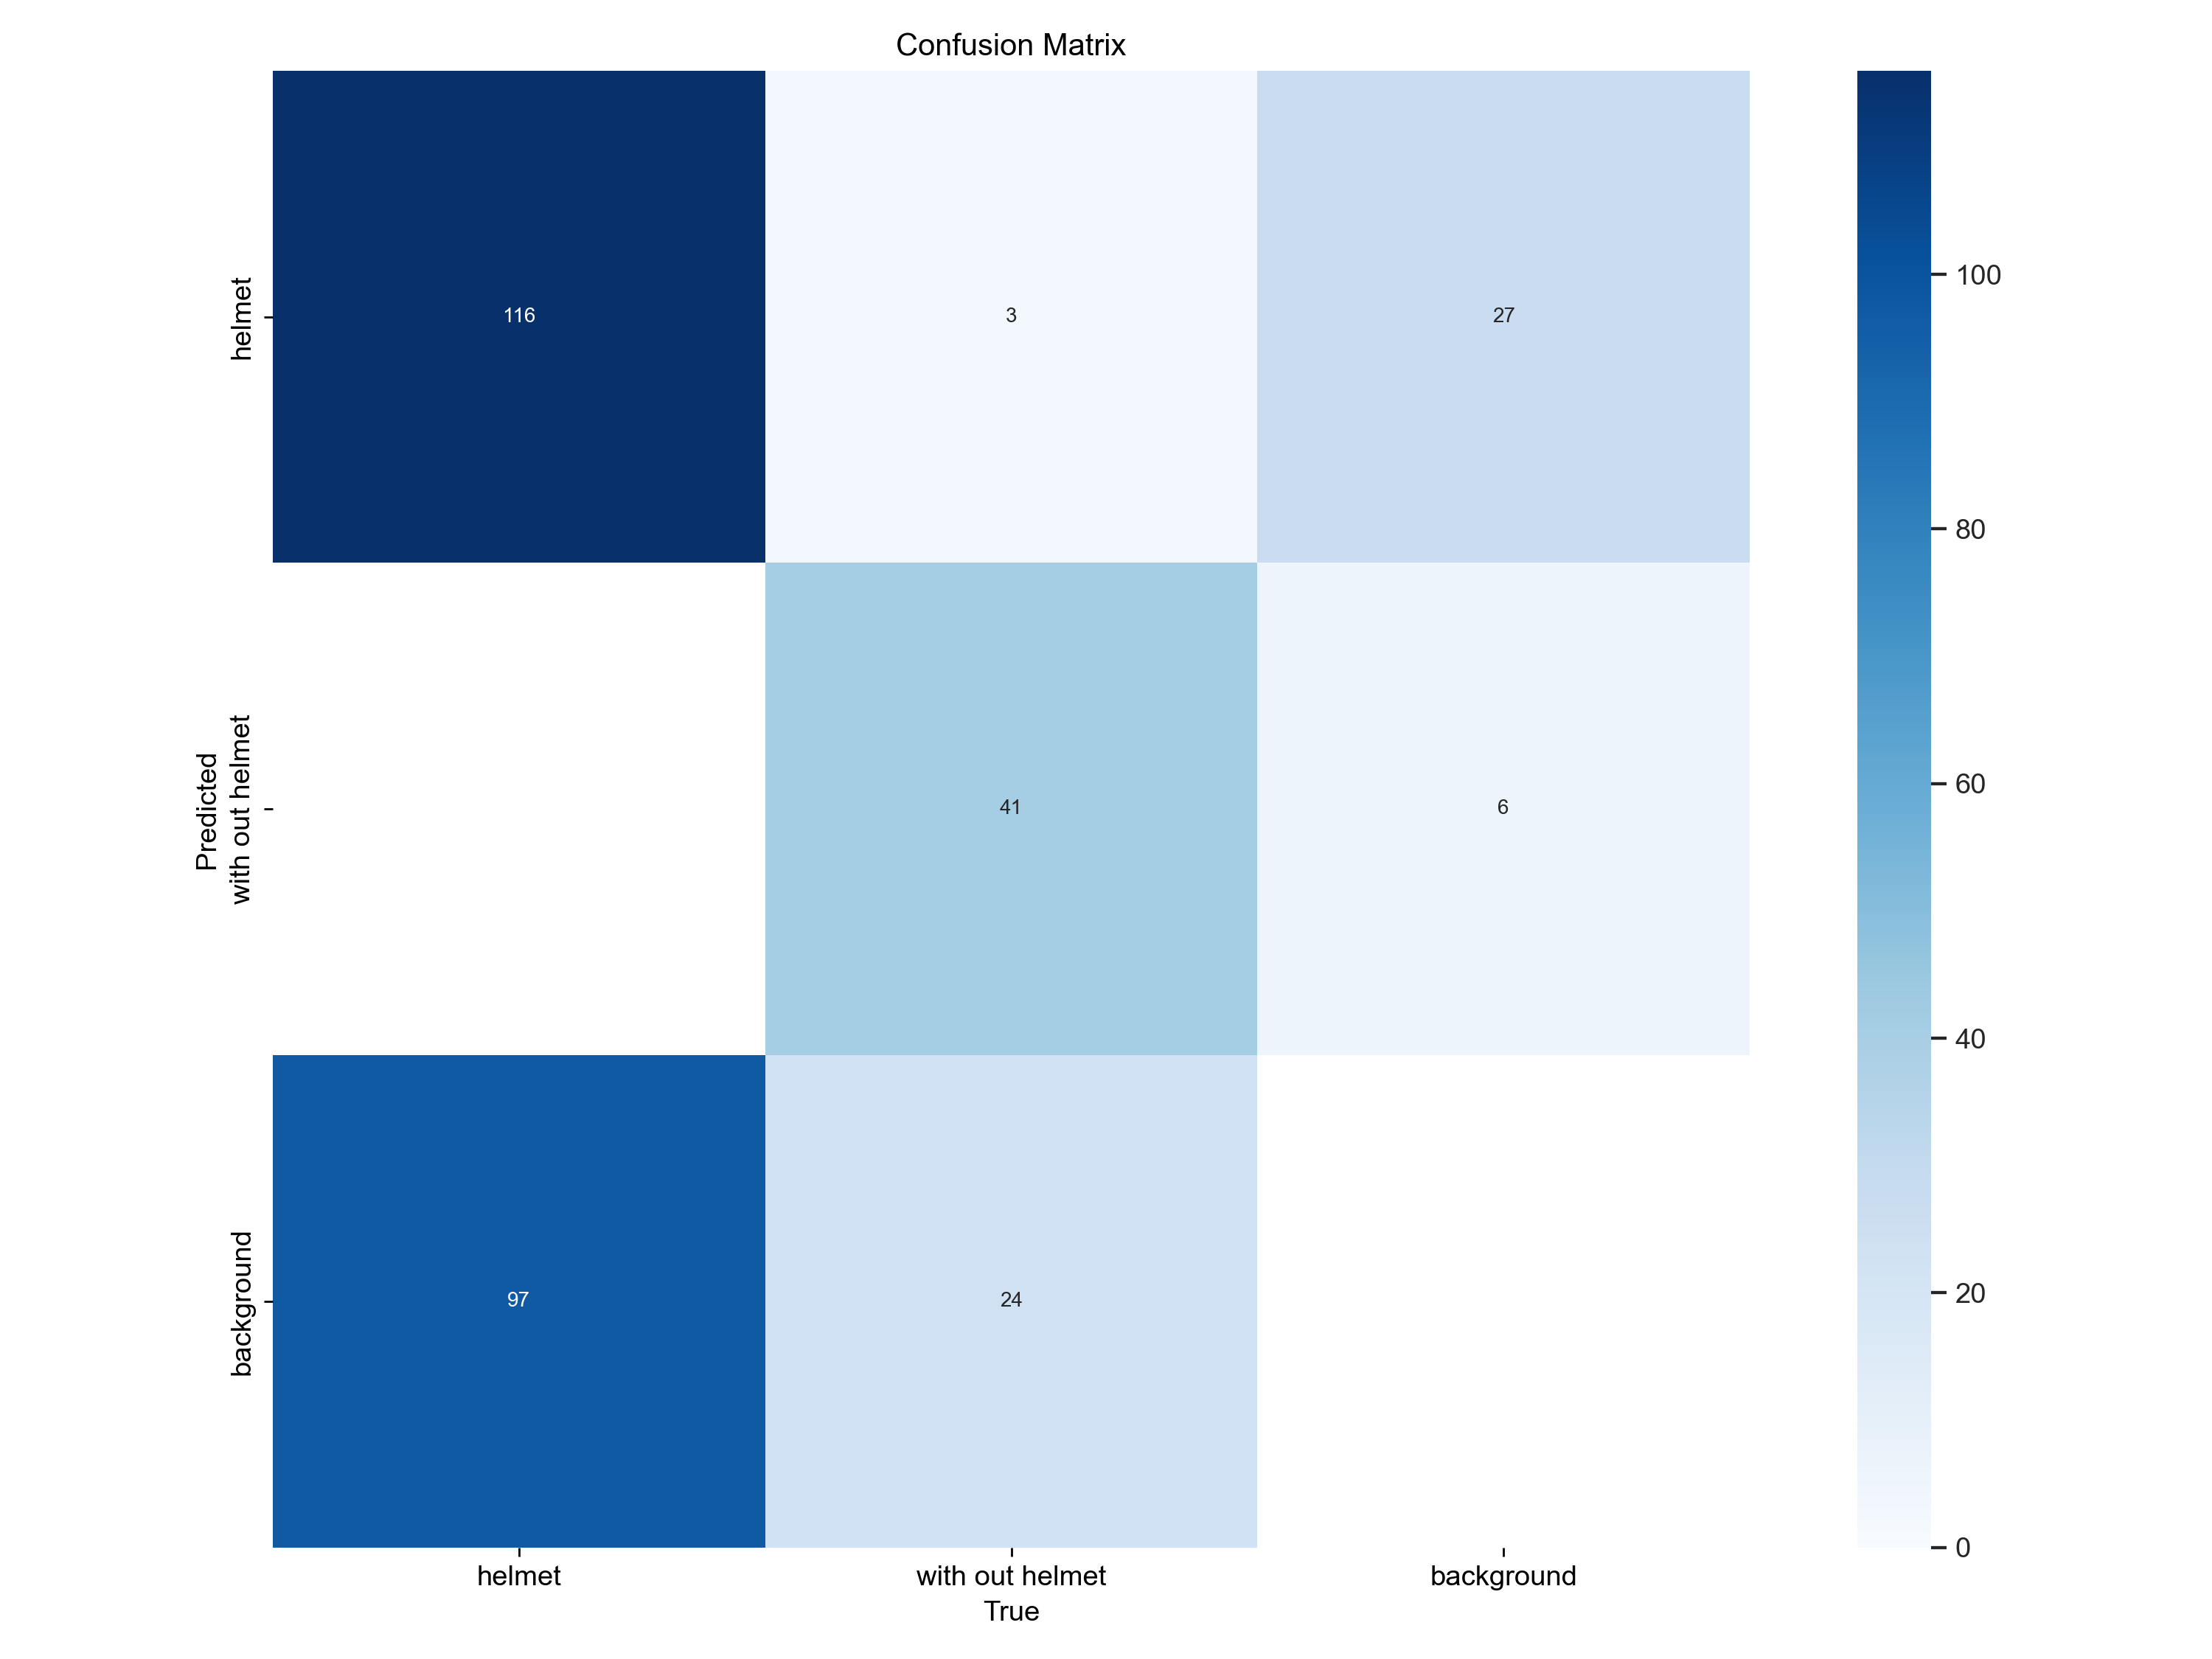 Confusion Matrix
helmet
116
3
27
100
80
Predicted
with out helmet
41
6
60
40
background
97
24
20
0
helmet
with out helmet
background
True